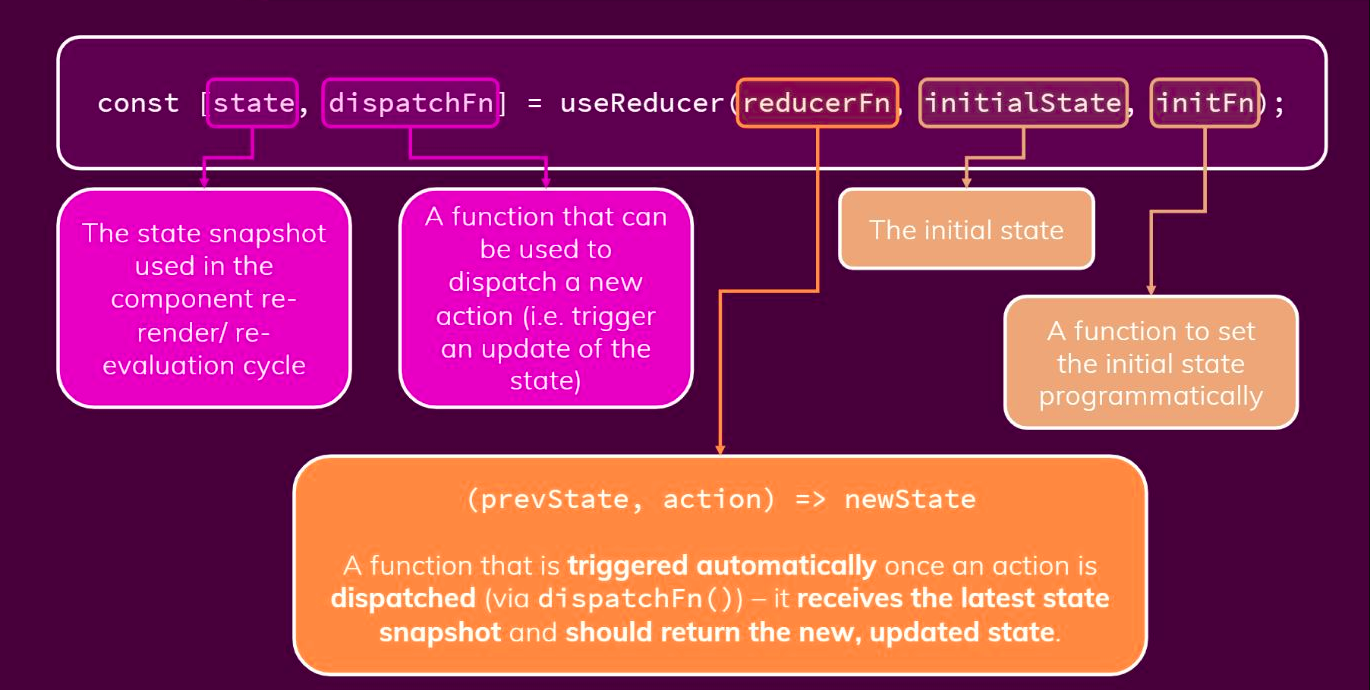 const [state, dispatchFn] = useReducer(reducerFn, initialState, initFn);
The state snapshot
used in the
component re-
render/ re-
evaluation cycle
A function that can
be used to
dispatch a new
action (i.e. trigger
an update of the
state)
The initial state
A function to set
the initial state
programmatically
(prevState, action) => newState
A function that is triggered automatically once an action is
dispatched (via dispatchFn()) – it receives the latest state
snapshot and should return the new, updated state.